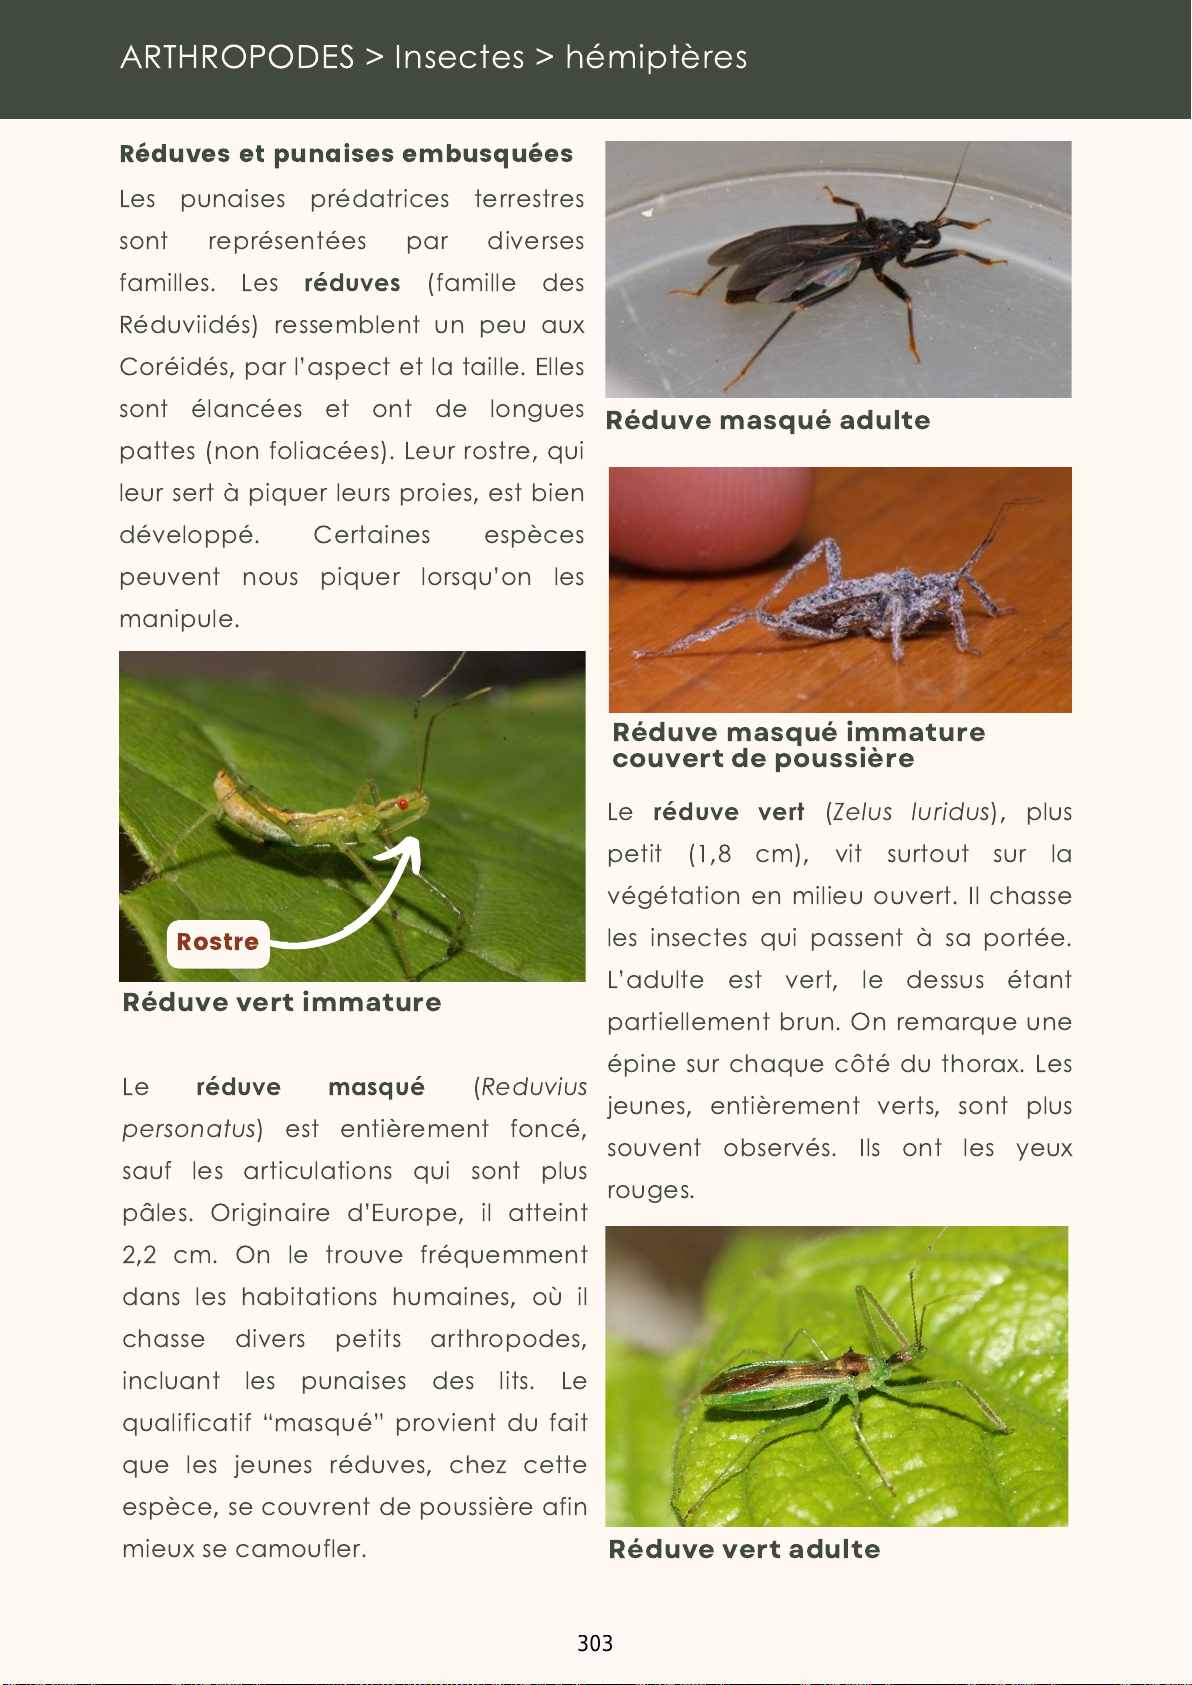 ARTHROPODES > Insectes > hémiptères
Réduves et punaises embusquées
Les punaises prédatrices terrestres
sont représentées par diverses
familles. Les réduves (famille des
Réduviidés) ressemblent un peu aux
Coréidés, par l’aspect et la taille. Elles
sont élancées et ont de longues
pattes (non foliacées). Leur rostre, qui
leur sert à piquer leurs proies, est bien
développé. Certaines espèces
peuvent nous piquer lorsqu’on les
manipule.
Rostre
Réduve vert immature
Le réduve masqué (Reduvius
personatus) est entièrement foncé,
sauf les articulations qui sont plus
pâles. Originaire d’Europe, il atteint
2,2 cm. On le trouve fréquemment
dans les habitations humaines, où il
chasse divers petits arthropodes,
incluant les punaises des lits. Le
qualificatif “masqué” provient du fait
que les jeunes réduves, chez cette
espèce, se couvrent de poussière afin
mieux se camoufler.
Réduve masqué adulte
Réduve masqué immature
couvert de poussière
Le réduve vert (Zelus luridus), plus
petit (1,8 cm), vit surtout sur la
végétation en milieu ouvert. Il chasse
les insectes qui passent à sa portée.
L’adulte est vert, le dessus étant
partiellement brun. On remarque une
épine sur chaque côté du thorax. Les
jeunes, entièrement verts, sont plus
souvent observés. Ils ont les yeux
rouges.
Réduve vert adulte
303